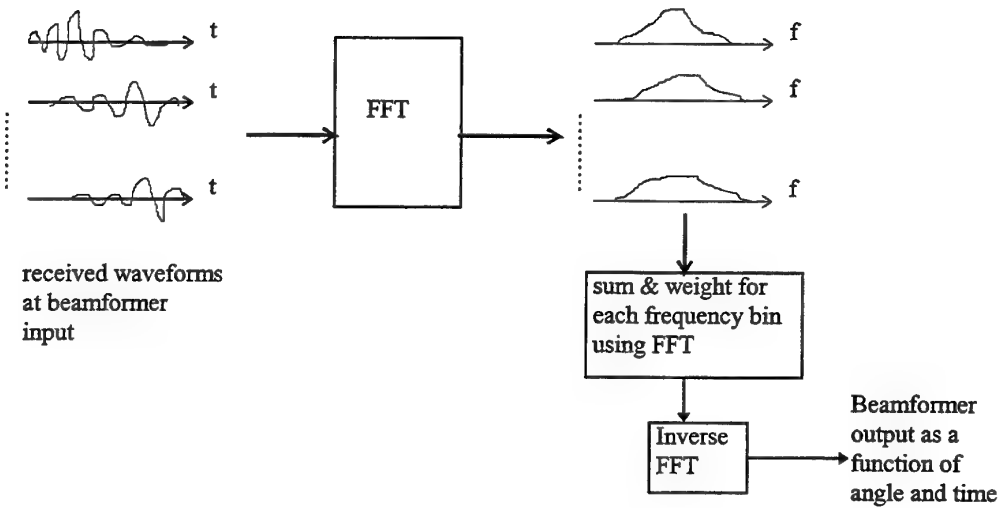 t
f
t
f
FFT
t
f
received waveforms
at beamformer
input
sum & weight for
each frequency bin
using FFT
Inverse
FFT
Beamformer
output as a
function of
angle and time